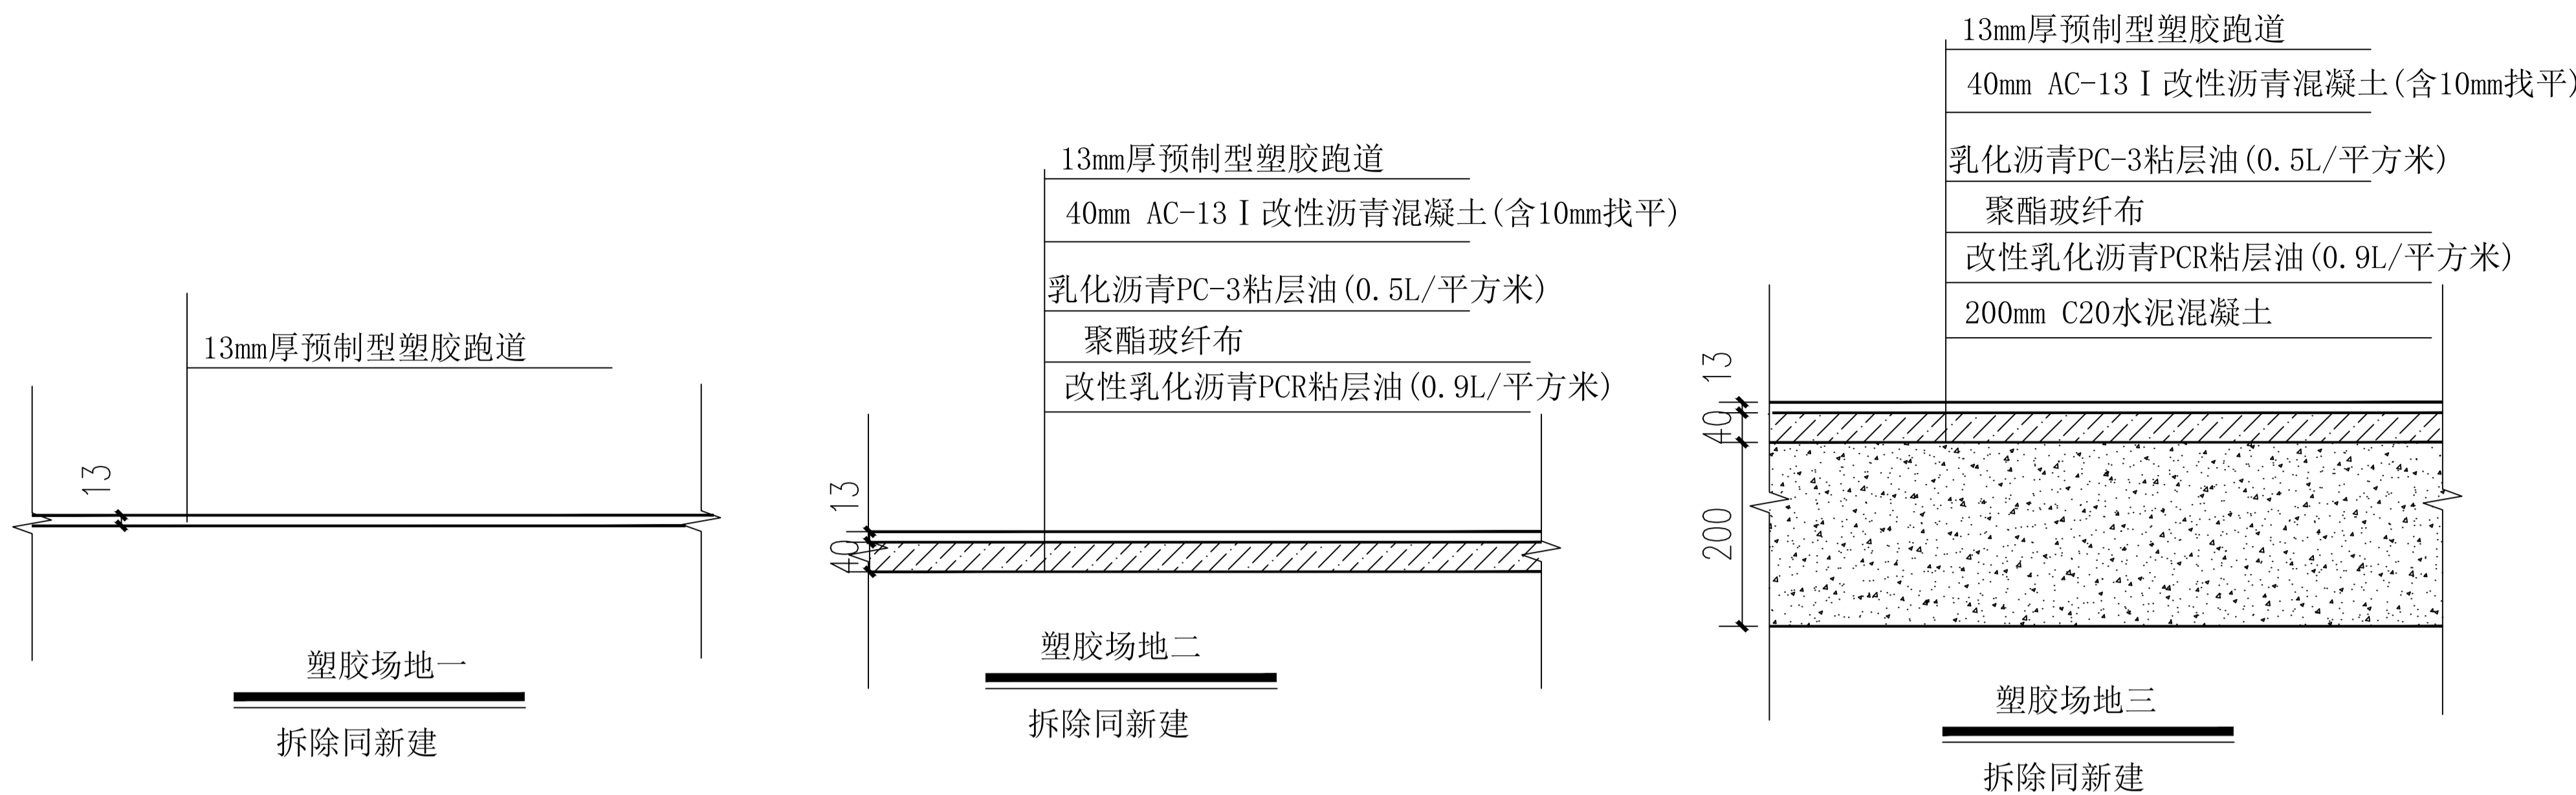 13mm厚预制型塑胶跑道
13
塑胶场地一
拆除同新建
13mm厚预制型塑胶跑道
40mm AC-13Ⅰ改性沥青混凝土(含10mm找平)
乳化沥青PC-3粘层油(0.5L/平方米)
聚酯玻纤布
改性乳化沥青PCR粘层油(0.9L/平方米)
13
40
塑胶场地二
拆除同新建
13mm厚预制型塑胶跑道
40mm AC-13Ⅰ改性沥青混凝土(含10mm找平)
乳化沥青PC-3粘层油(0.5L/平方米)
聚酯玻纤布
改性乳化沥青PCR粘层油(0.9L/平方米)
200mm C20水泥混凝土
13
40
200
塑胶场地三
拆除同新建